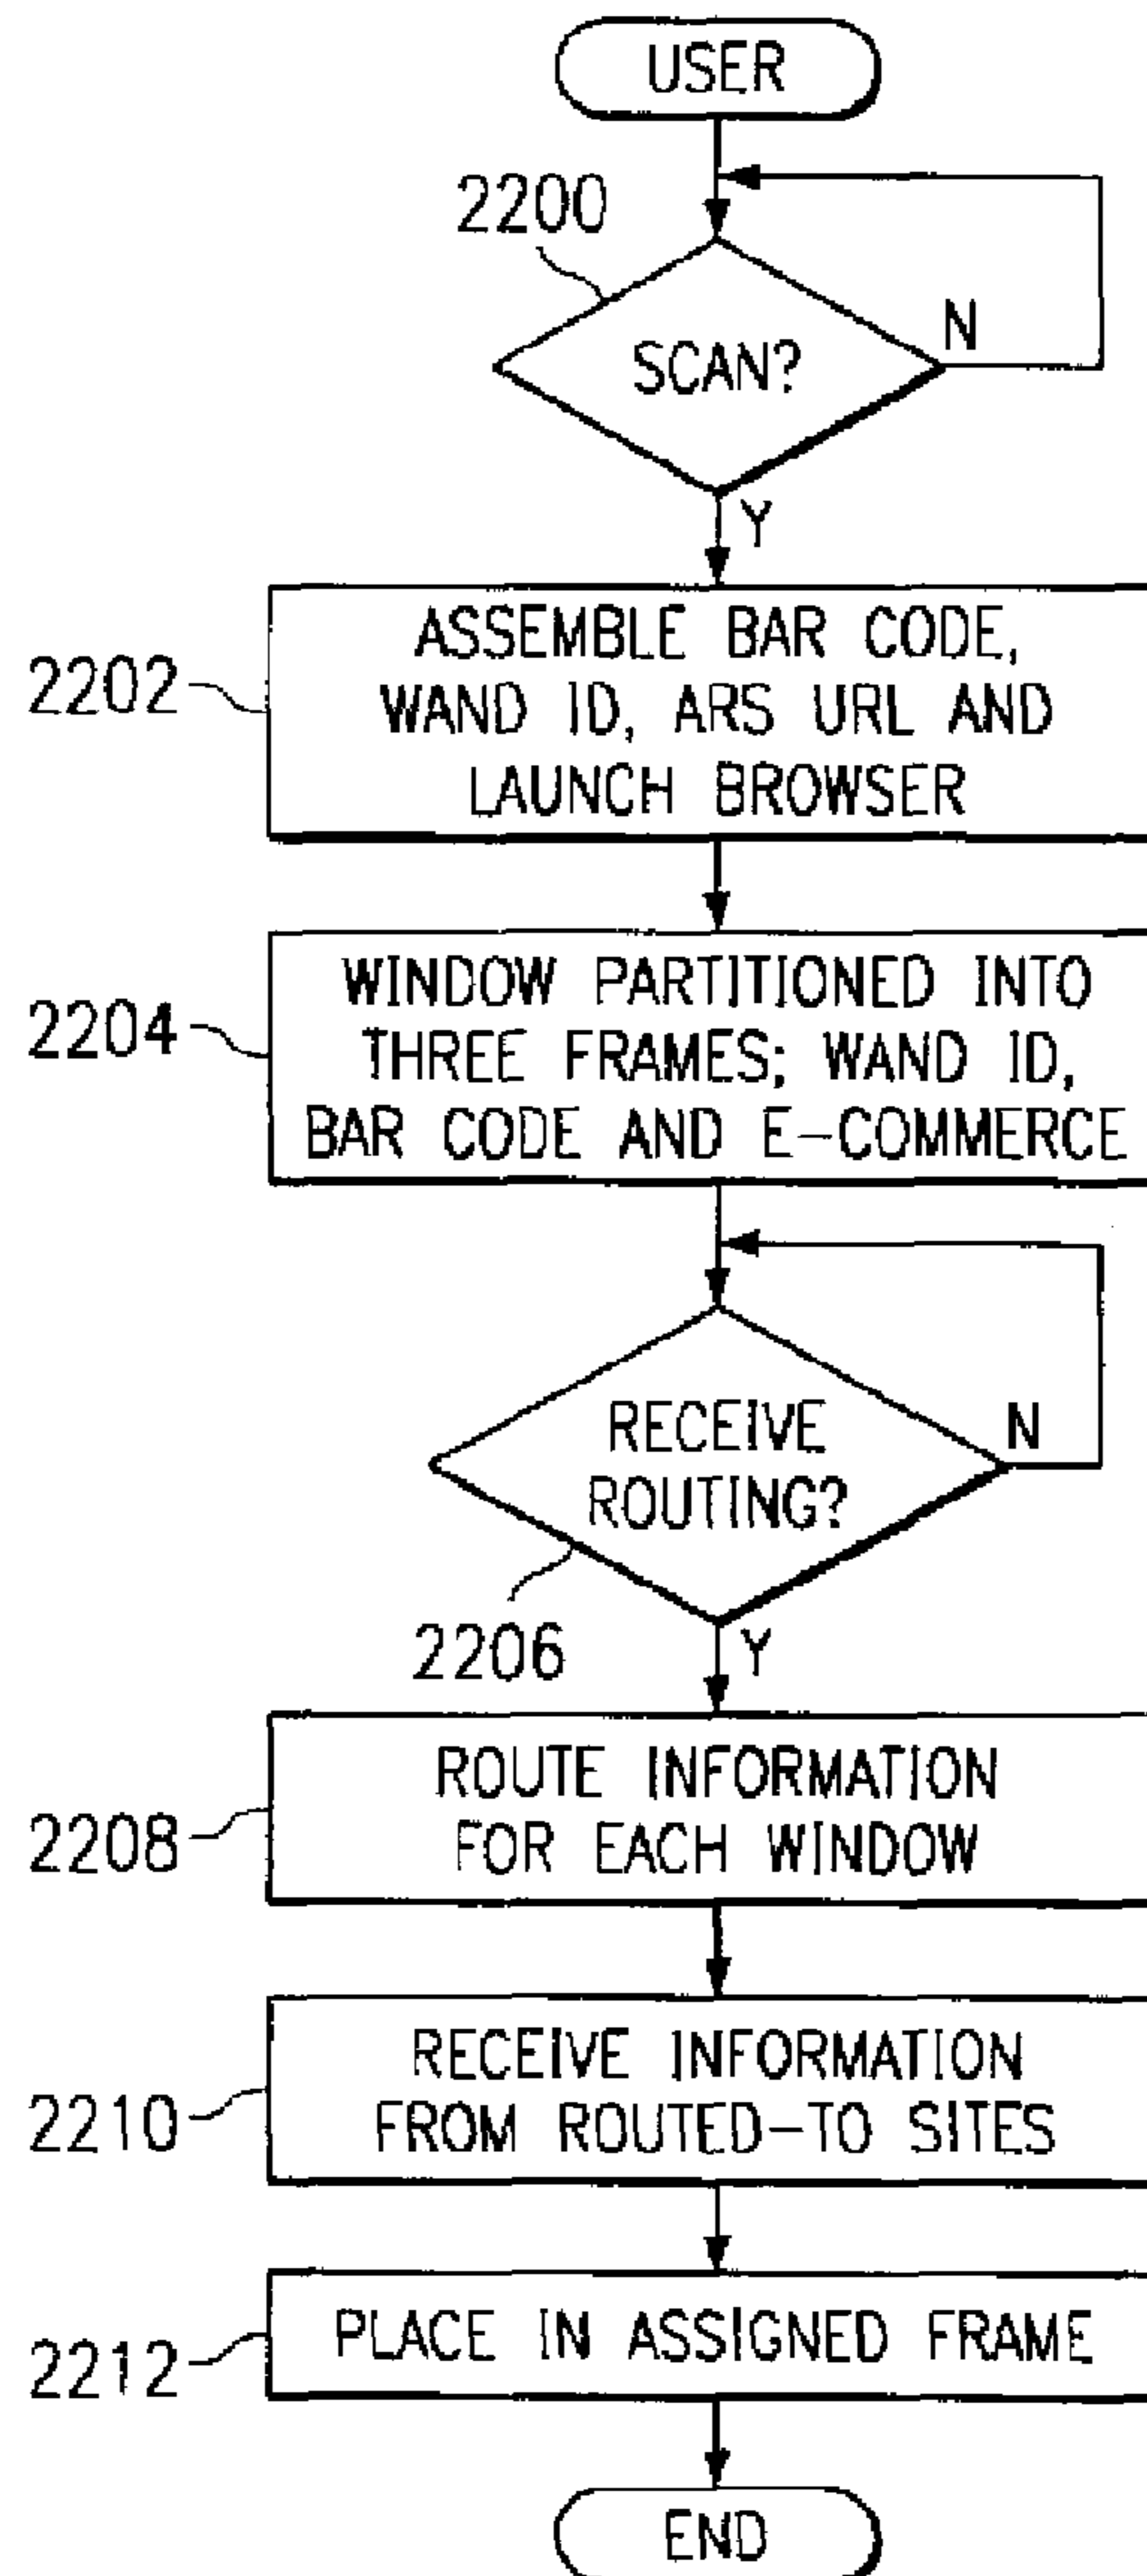 USER
2200
SCAN?
N
Y
2202
ASSEMBLE BAR CODE,
WAND ID, ARS URL AND
LAUNCH BROWSER
2204
WINDOW PARTITIONED INTO
THREE FRAMES; WAND ID,
BAR CODE AND E-COMMERCE
RECEIVE
ROUTING?
N
2206
Y
2208
ROUTE INFORMATION
FOR EACH WINDOW
2210
RECEIVE INFORMATION
FROM ROUTED-TO SITES
2212
PLACE IN ASSIGNED FRAME
END